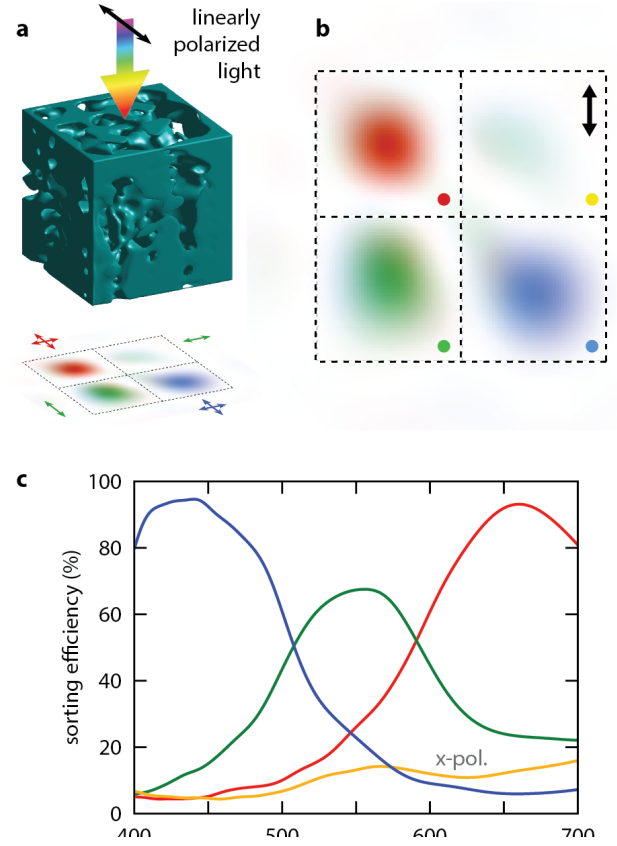 a
linearly
polarized
light
b
c
100
80
60
40
20
0
sorting efficiency (%)
x-pol.
400
500
600
700